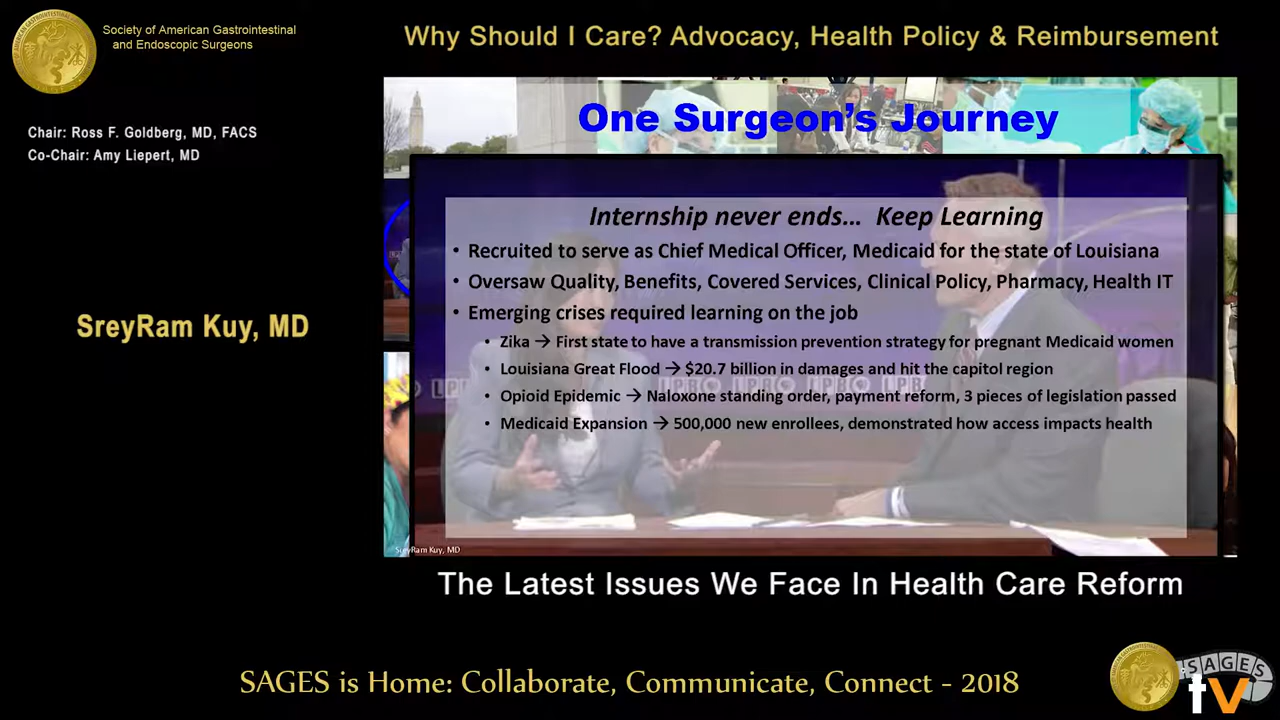 Society of American Gastrointestinal
and Endoscopic Surgeons
Why Should I Care? Advocacy, Health Policy & Reimbursement
Chair: Ross F. Goldberg, MD, FACS
Co-Chair: Amy Liepert, MD
SreyRam Kuy, MD
One Surgeon's Journey
Internship never ends... Keep Learning
• Recruited to serve as Chief Medical Officer, Medicaid for the state of Louisiana
• Oversaw Quality, Benefits, Covered Services, Clinical Policy, Pharmacy, Health IT
• Emerging crises required learning on the job
• Zika → First state to have a transmission prevention strategy for pregnant Medicaid women
• Louisiana Great Flood → $20.7 billion in damages and hit the capitol region
• Opioid Epidemic → Naloxone standing order, payment reform, 3 pieces of legislation passed
• Medicaid Expansion → 500,000 new enrollees, demonstrated how access impacts health
SreyRam Kuy, MD
The Latest Issues We Face In Health Care Reform
SAGES is Home: Collaborate, Communicate, Connect - 2018
SAGES
tv